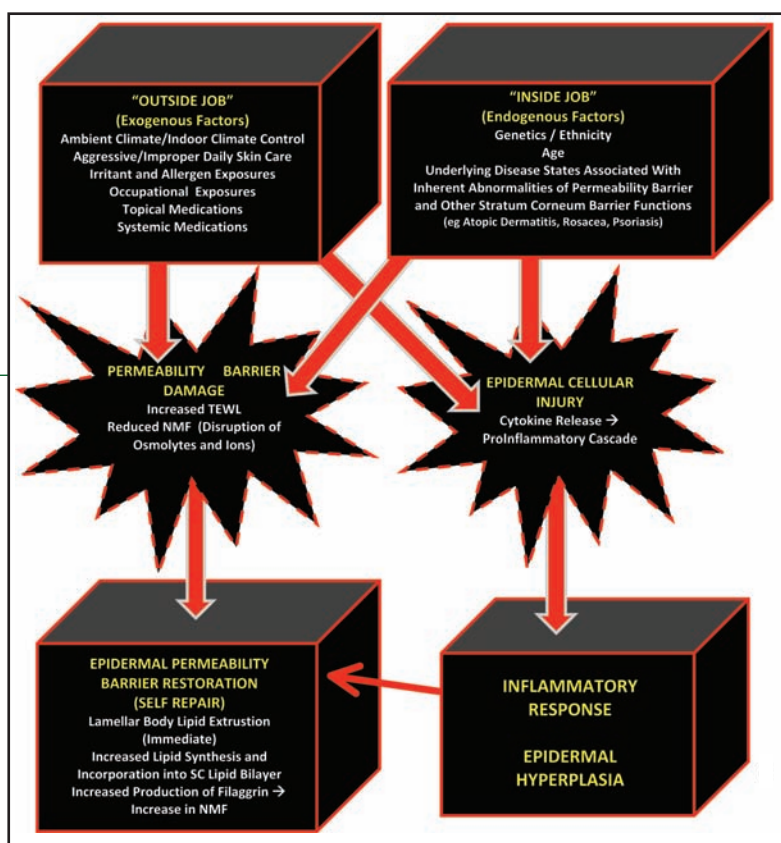 “OUTSIDE JOB”
(Exogenous Factors)
Ambient Climate/Indoor Climate Control
Aggressive/Improper Daily Skin Care
Irritant and Allergen Exposures
Occupational Exposures
Topical Medications
Systemic Medications
“INSIDE JOB”
(Endogenous Factors)
Genetics / Ethnicity
Age
Underlying Disease States Associated With
Inherent Abnormalities of Permeability Barrier
and Other Stratum Corneum Barrier Functions
(eg Atopic Dermatitis, Rosacea, Psoriasis)
PERMEABILITY BARRIER
DAMAGE
Increased TEWL
Reduced NMF (Disruption of
Osmolytes and Ions)
EPIDERMAL CELLULAR
INJURY
Cytokine Release →
ProInflammatory Cascade
EPIDERMAL PERMEABILITY
BARRIER RESTORATION
(SELF REPAIR)
Lamellar Body Lipid Extrustion
(Immediate)
Increased Lipid Synthesis and
Incorporation into SC Lipid Bilayer
Increased Production of Filaggrin →
Increase in NMF
INFLAMMATORY
RESPONSE
EPIDERMAL
HYPERPLASIA